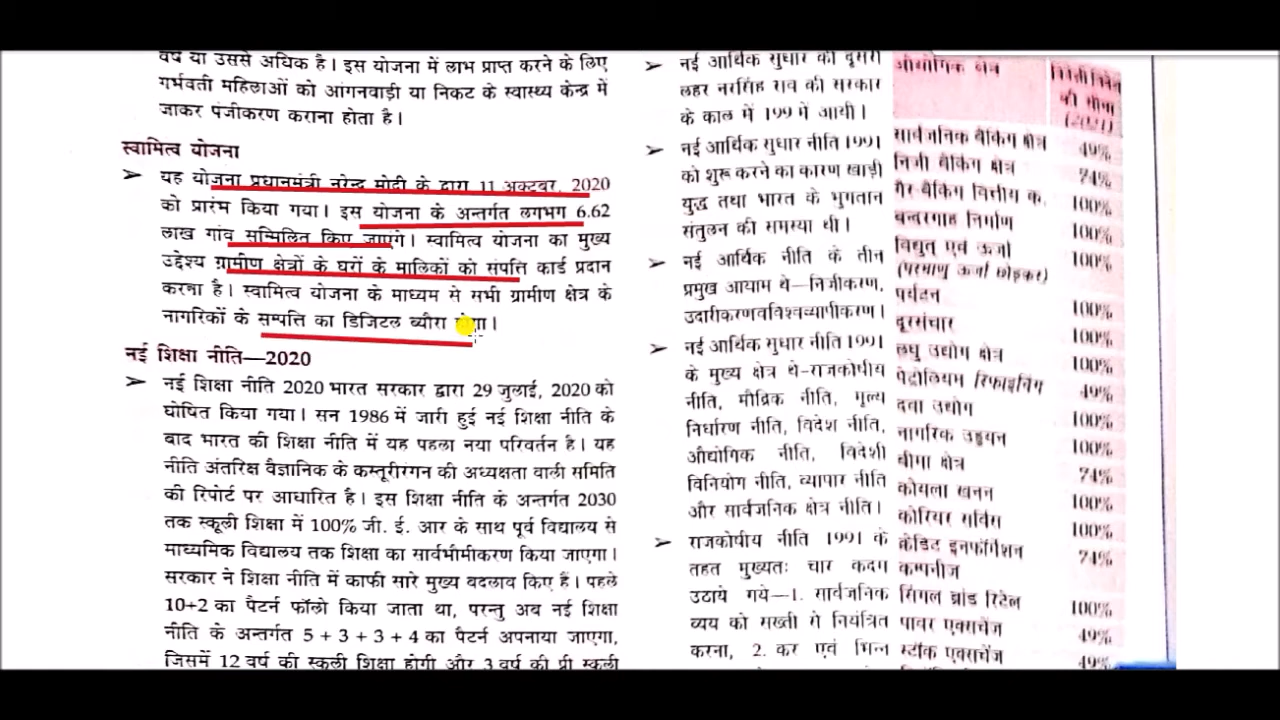 वर्ष या उससे अधिक है। इस योजना में लाभ प्राप्त करने के लिए
गर्भवती महिलाओं को आंगनवाड़ी या निकट के स्वास्थ्य केन्द्र में
जाकर पंजीकरण कराना होता है।
स्वामित्व योजना
➤ यह योजना प्रधानमंत्री नरेन्द्र मोदी के द्वारा 11 अक्टूबर, 2020
को प्रारंभ किया गया। इस योजना के अन्तर्गत लगभग 6.62
लाख गांव सम्मिलित किए जाएगे। स्वामित्व योजना का मुख्य
उद्देश्य ग्रामीण क्षेत्रों के घरों के मालिकों को संपत्ति कार्ड प्रदान
करना है। स्वामित्व योजना के माध्यम से सभी ग्रामीण क्षेत्र के
नागरिकों के सम्पत्ति का डिजिटल ब्यौरा
नई शिक्षा नीति—2020
➤ नई शिक्षा नीति 2020 भारत सरकार द्वारा 29 जुलाई, 2020 को
घोषित किया गया। सन 1986 में जारी हुई नई शिक्षा नीति के
बाद भारत की शिक्षा नीति में यह पहला नया परिवर्तन है। यह
नीति अंतरिक्ष वैज्ञानिक के कस्तूरीरंगन की अध्यक्षता वाली समिति
की रिपोर्ट पर आधारित है। इस शिक्षा नीति के अन्तर्गत 2030
तक स्कूली शिक्षा में 100% जी. ई. आर के साथ पूर्व विद्यालय से
माध्यमिक विद्यालय तक शिक्षा का सार्वभौमीकरण किया जाएगा।
सरकार ने शिक्षा नीति में काफी सारे मुख्य बदलाव किए हैं। पहले
10+2 का पैटर्न फॉलो किया जाता था, परन्तु अब नई शिक्षा
नीति के अन्तर्गत 5 + 3 + 3 + 4 का पैटर्न अपनाया जाएगा,
जिसमें 12 वर्ष की स्कूली शिक्षा होगी और 3 वर्ष की प्री स्कूली
➤ नई आर्थिक सुधार की दूसरी
लहर नरसिंह राव की सरकार
के काल में 199 में आयी।
➤ नई आर्थिक सुधार नीति 1991
को शुरू करने का कारण खाड़ी
युद्ध तथा भारत के भुगतान
संतुलन की समस्या थी।
➤ नई आर्थिक नीति के तीन
प्रमुख आयाम थे—निजीकरण,
उदारीकरणवविश्वव्यापीकरण।
➤ नई आर्थिक सुधार नीति 1991
के मुख्य क्षेत्र थे-राजकोषीय
नीति, मौद्रिक नीति, मूल्य
निर्धारण नीति, विदेश नीति,
औद्योगिक नीति, विदेशी
विनियोग नीति, व्यापार नीति
और सार्वजनिक क्षेत्र नीति।
➤ राजकोषीय नीति 1991 के
तहत मुख्यतः चार कदम
उठाये गये—1. सार्वजनिक
व्यय को सख्ती से नियंत्रित
करना, 2. कर एवं भिन्न
औद्योगिक क्षेत्र
की सीमा
(2021)
सार्वजनिक बैंकिंग क्षेत्र 49%
निजी बैंकिंग क्षेत्र 74%
गैर बैंकिंग वित्तीय क. 100%
बन्दरगाह निर्माण 100%
विद्युत एवं ऊर्जा 100%
(परमाणु ऊर्जा छोड़कर)
पर्यटन 100%
दूरसंचार 100%
लघु उद्योग क्षेत्र 100%
पेट्रोलियम रिफाइनिंग 49%
दवा उद्योग 100%
नागरिक उड्डयन 100%
बीमा क्षेत्र 74%
कोयला खनन 100%
कोरियर सर्विस 100%
क्रेडिट इनफॉर्मेशन 74%
कम्पनीज
सिंगल ब्रांड रिटेल 100%
पावर एक्सचेंज 49%
स्टॉक एक्सचेंज 49%